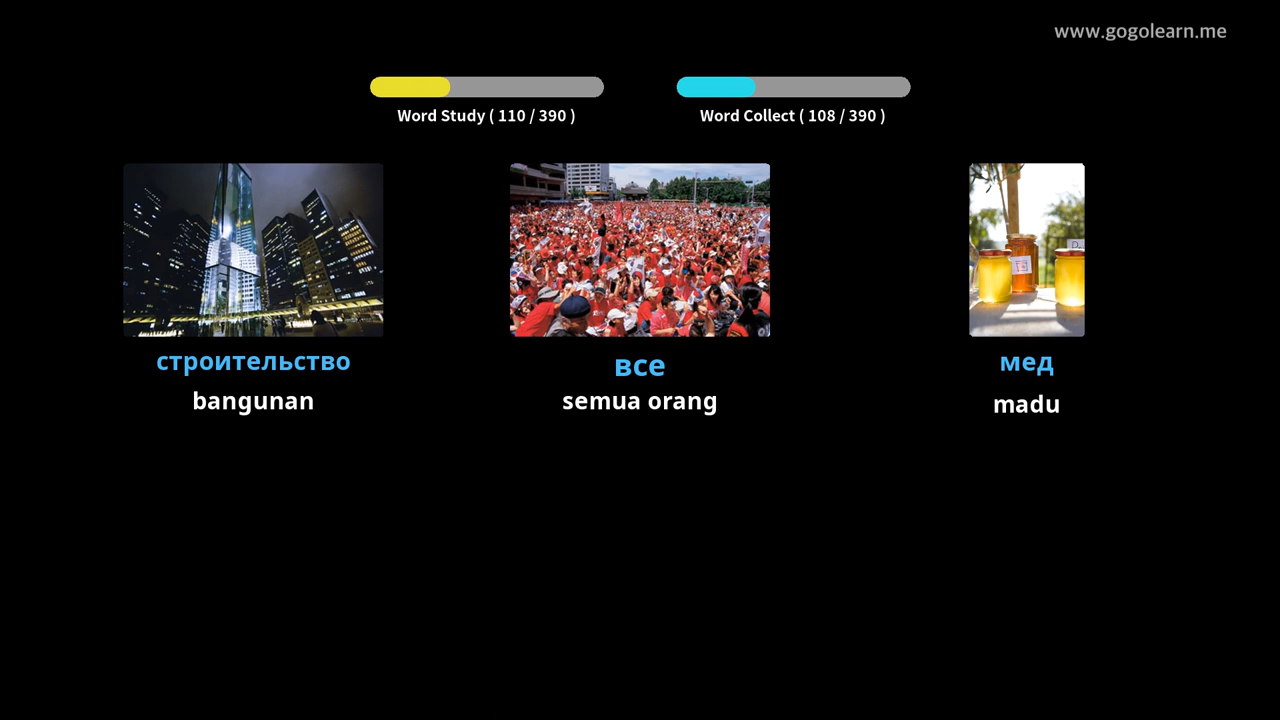 www.gogolearn.me
Word Study ( 110 / 390 )
Word Collect ( 108 / 390 )
строительство
bangunan
все
semua orang
мед
madu